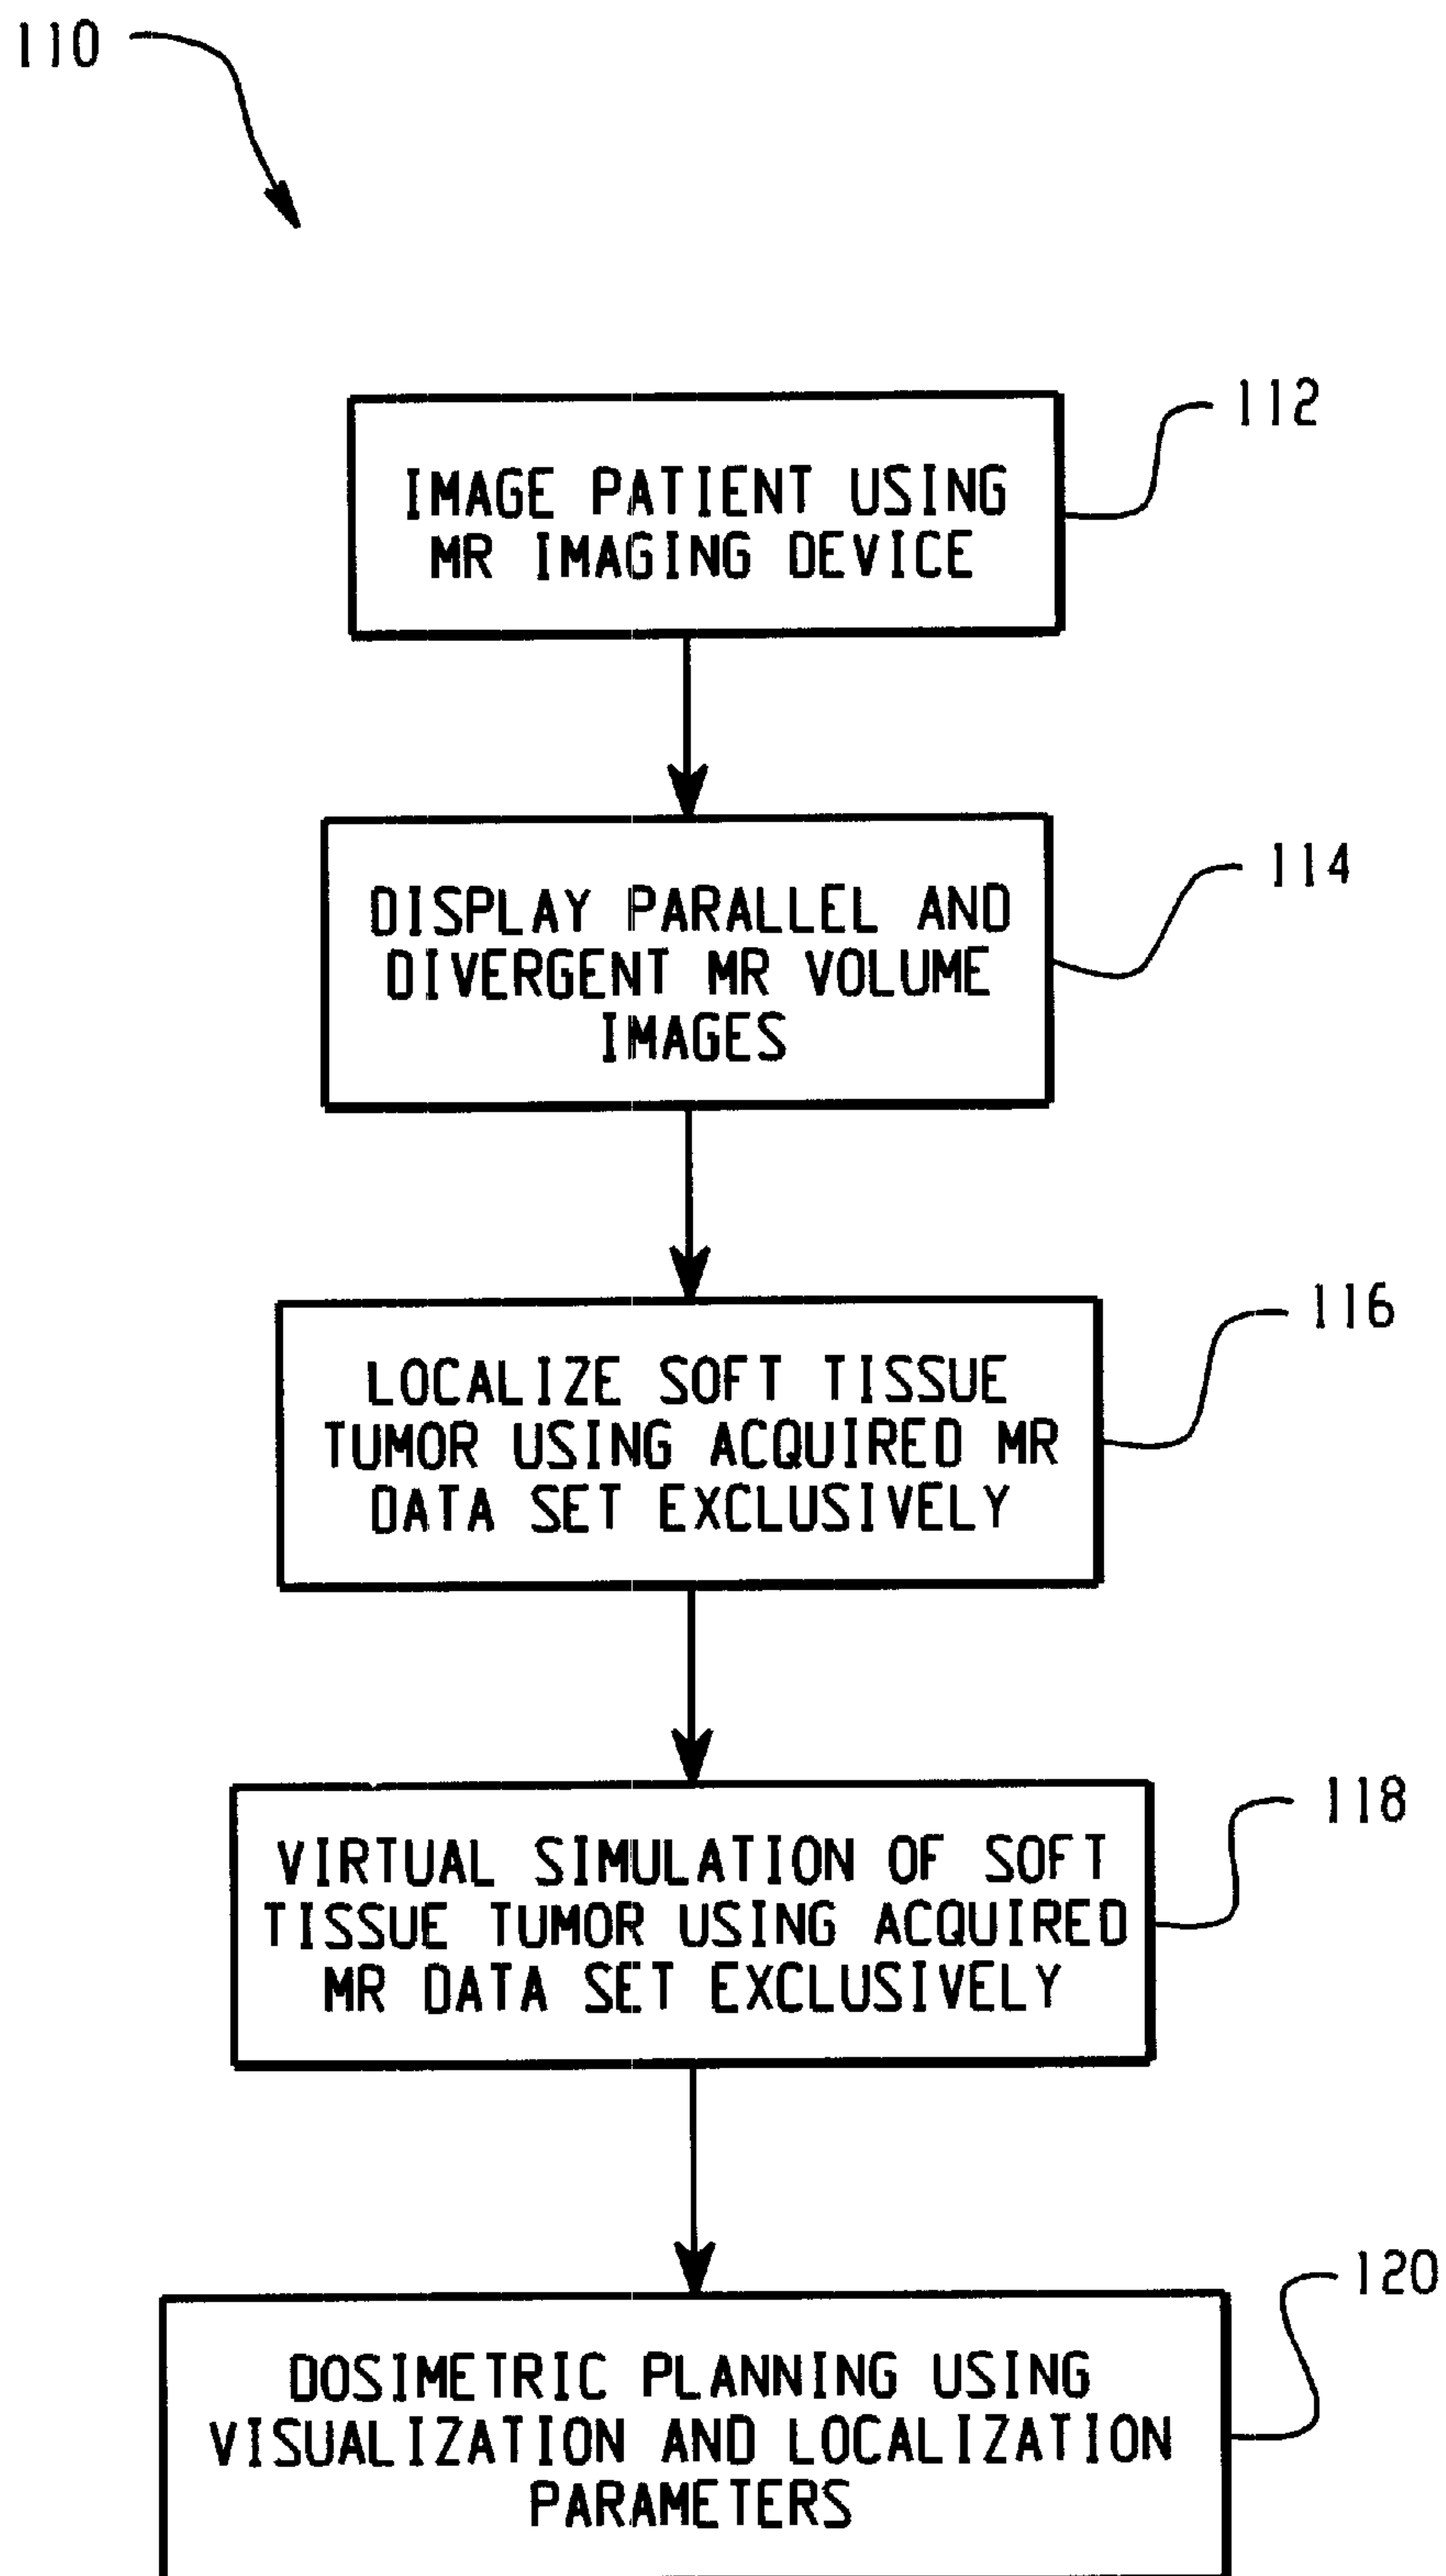 110
112
IMAGE PATIENT USING
MR IMAGING DEVICE
114
DISPLAY PARALLEL AND
DIVERGENT MR VOLUME
IMAGES
116
LOCALIZE SOFT TISSUE
TUMOR USING ACQUIRED MR
DATA SET EXCLUSIVELY
118
VIRTUAL SIMULATION OF SOFT
TISSUE TUMOR USING ACQUIRED
MR DATA SET EXCLUSIVELY
120
DOSIMETRIC PLANNING USING
VISUALIZATION AND LOCALIZATION
PARAMETERS